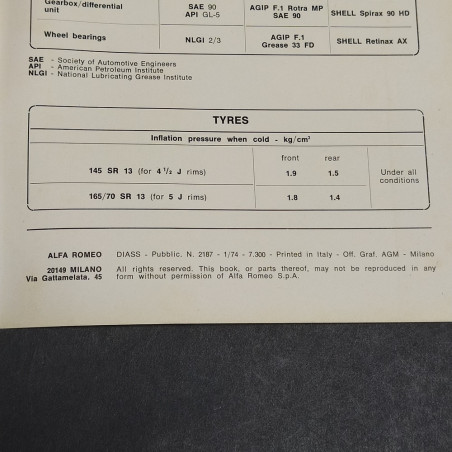 Gearbox/differential
unit
SAE 90
API GL-5
AGIP F.1 Rotra MP
SAE 90
SHELL Spirax 90 HD
Wheel bearings
NLGI 2/3
AGIP F.1
Grease 33 FD
SHELL Retinax AX
SAE - Society of Automotive Engineers
API - American Petroleum Institute
NLGI - National Lubricating Grease Institute
TYRES
Inflation pressure when cold - kg/cm²
front rear
145 SR 13 (for 4 1/2 J rims) 1.9 1.5
Under all
conditions
165/70 SR 13 (for 5 J rims) 1.8 1.4
ALFA ROMEO DIASS - Pubblic. N. 2187 - 1/74 - 7.300 - Printed in Italy - Off. Graf. AGM - Milano
20149 MILANO All rights reserved. This book, or parts thereof, may not be reproduced in any
Via Gattamelata, 45 form without permission of Alfa Romeo S.p.A.